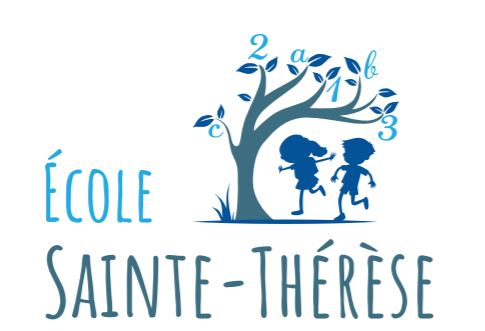 2 a b
1
c 3
ÉCOLE
SAINTE-THÉRÈSE